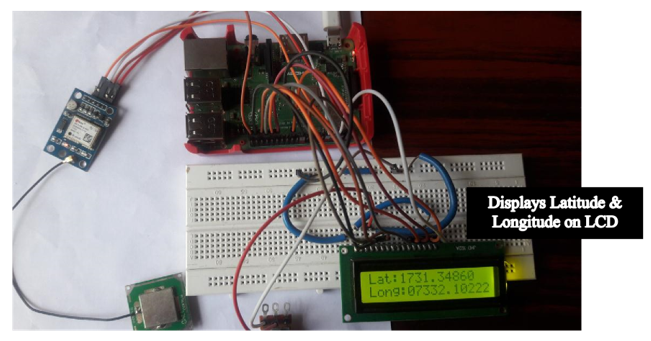 Displays Latitude &
Longitude on LCD
Lat:1731.34860
Long:07332.10222